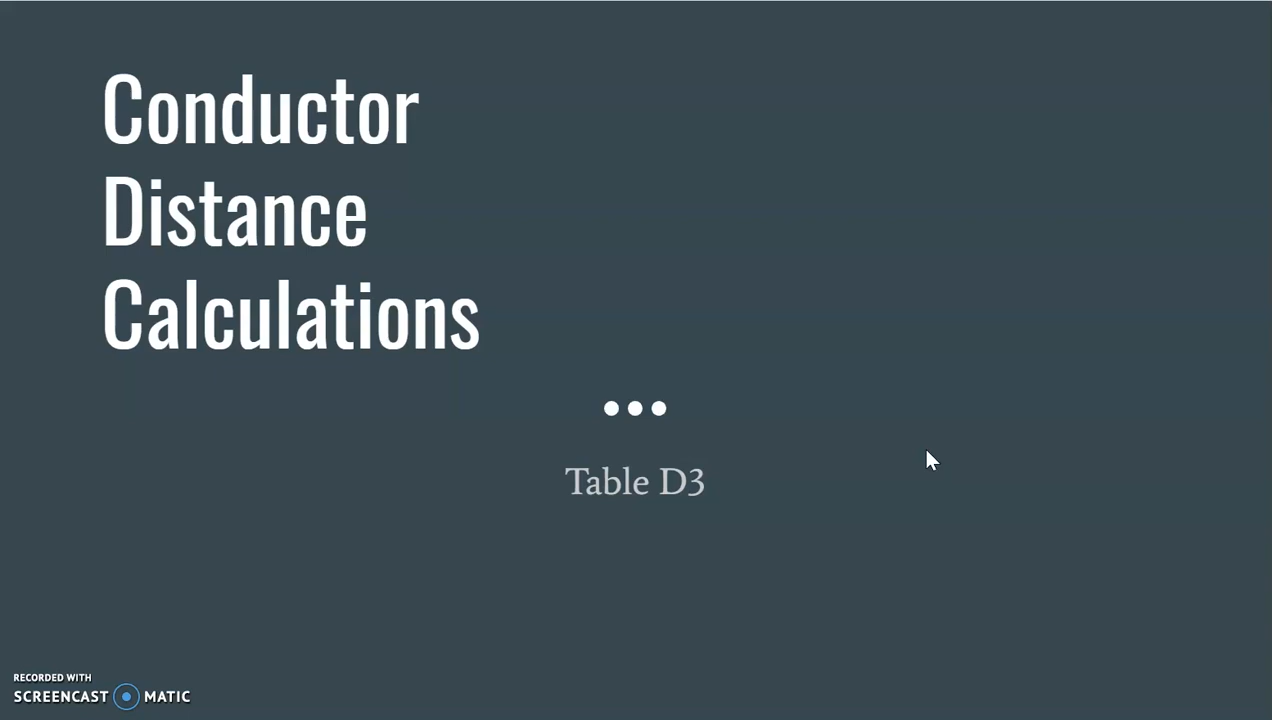 Conductor
Distance
Calculations
Table D3
RECORDED WITH
SCREENCAST MATIC